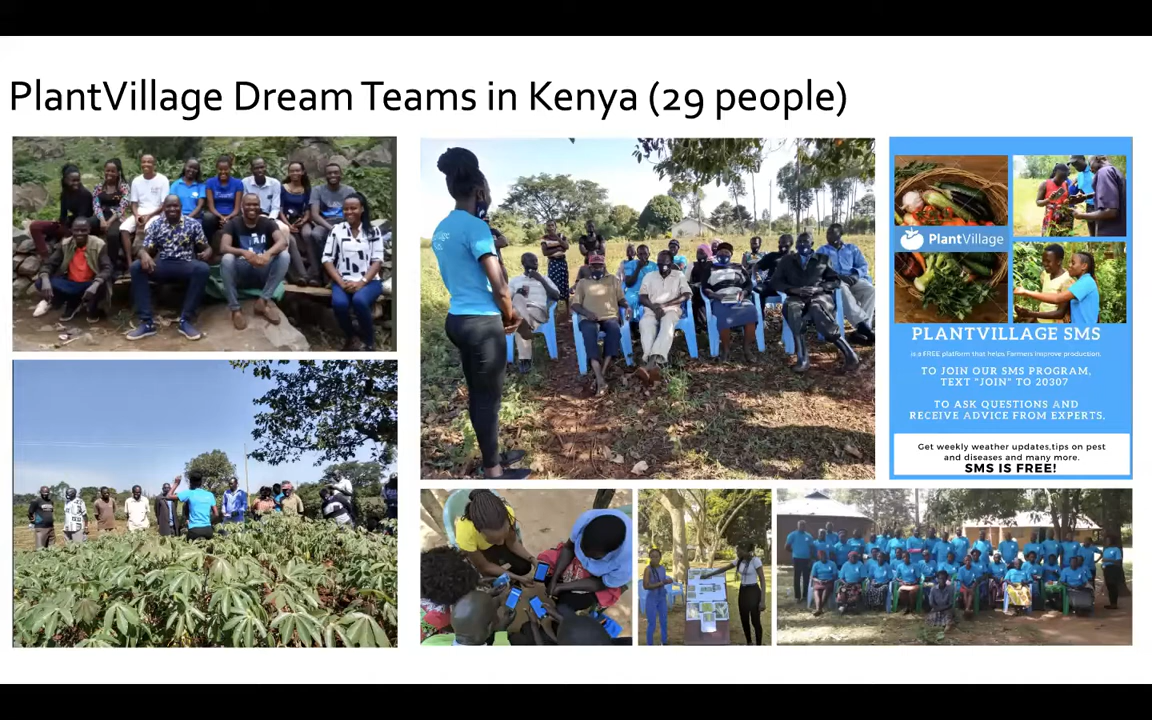 PlantVillage Dream Teams in Kenya (29 people)
PlantVillage
PLANTVILLAGE SMS
is a FREE platform that helps Farmers improve production.
TO JOIN OUR SMS PROGRAM,
TEXT "JOIN" TO 20307
TO ASK QUESTIONS AND
RECEIVE ADVICE FROM EXPERTS.
Get weekly weather updates,tips on pest
and diseases and many more.
SMS IS FREE!